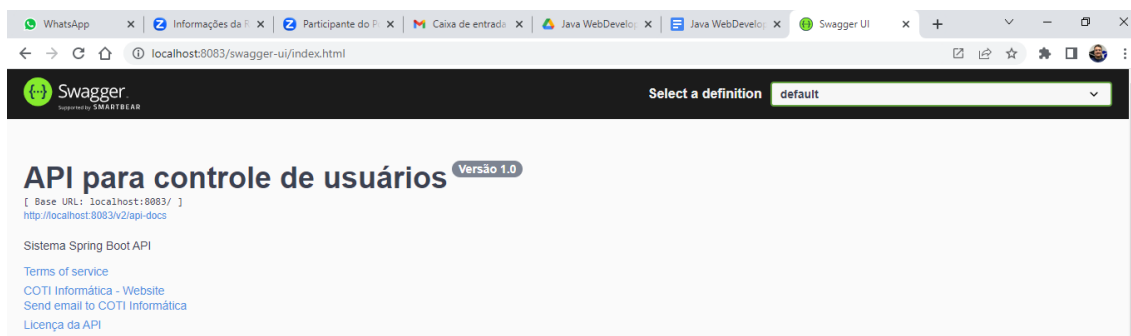 WhatsApp
Informações da R
Participante do Po
Caixa de entrada
Java WebDevelop
Java WebDevelop
Swagger UI
localhost:8083/swagger-ui/index.html
Swagger.
Supported by SMARTBEAR
Select a definition
default
API para controle de usuários
Versão 1.0
[ Base URL: localhost:8083/ ]
http://localhost:8083/v2/api-docs
Sistema Spring Boot API
Terms of service
COTI Informática - Website
Send email to COTI Informática
Licença da API